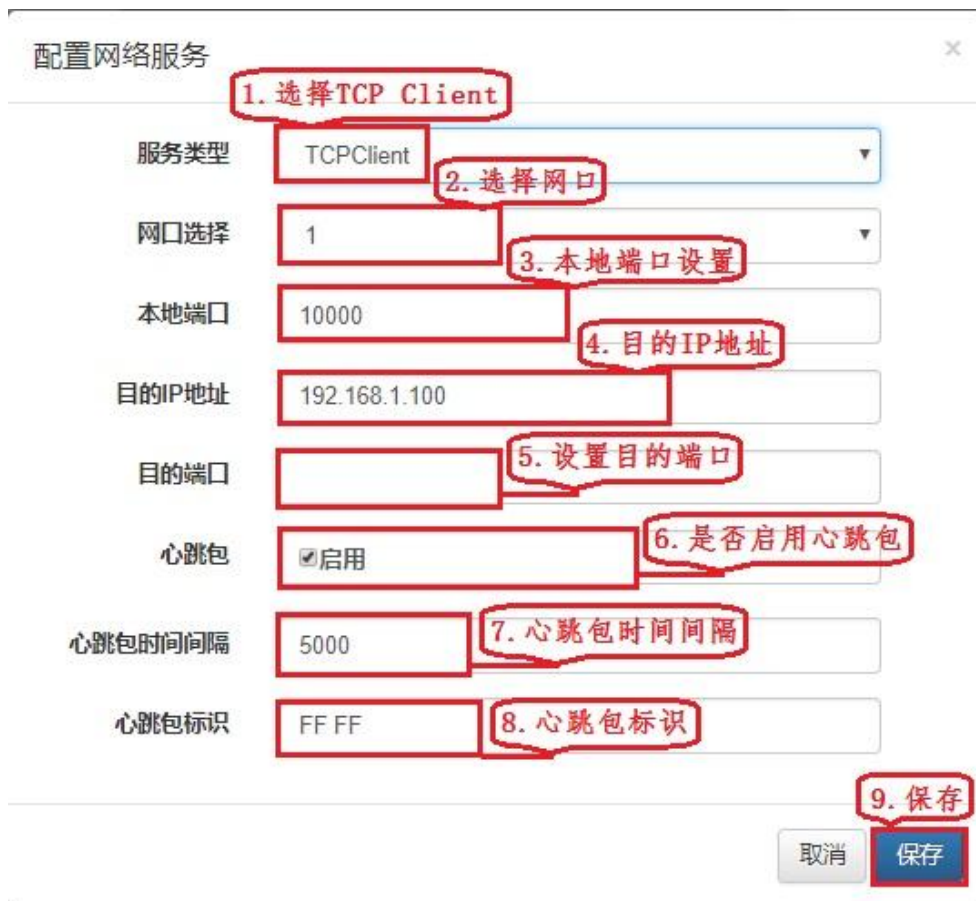 配置网络服务
×
1.选择TCP Client
服务类型
TCPClient
2.选择网口
网口选择
1
3.本地端口设置
本地端口
10000
4.目的IP地址
目的IP地址
192.168.1.100
5.设置目的端口
目的端口
6.是否启用心跳包
心跳包
启用
7.心跳包时间间隔
心跳包时间间隔
5000
8.心跳包标识
心跳包标识
FF FF
9.保存
取消
保存